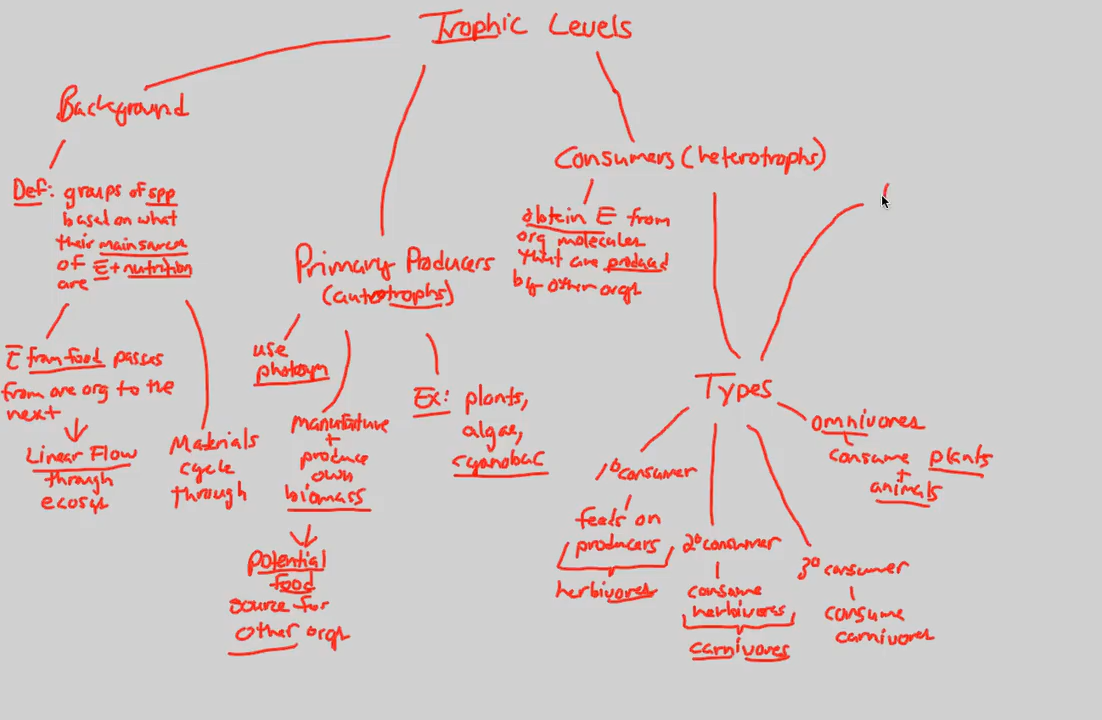 Trophic Levels
Background
Def: groups of spp
based on what
their main sources
of E + nutrition
are
E from food passes
from one org to the
next
Linear Flow
through
ecosys
Materials
cycle
through
Primary Producers
(autotrophs)
use
photosyn
manufacture
+
produce
own
biomass
potential
food
source for
other orgs
Ex: plants,
algae,
cyanobac
Consumers (heterotrophs)
obtain E from
org molecules
that are produced
by other orgs
Types
1° consumer
feeds on
producers
herbivores
2° consumer
consume
herbivores
carnivores
3° consumer
consume
carnivores
omnivores
consume plants
+
animals